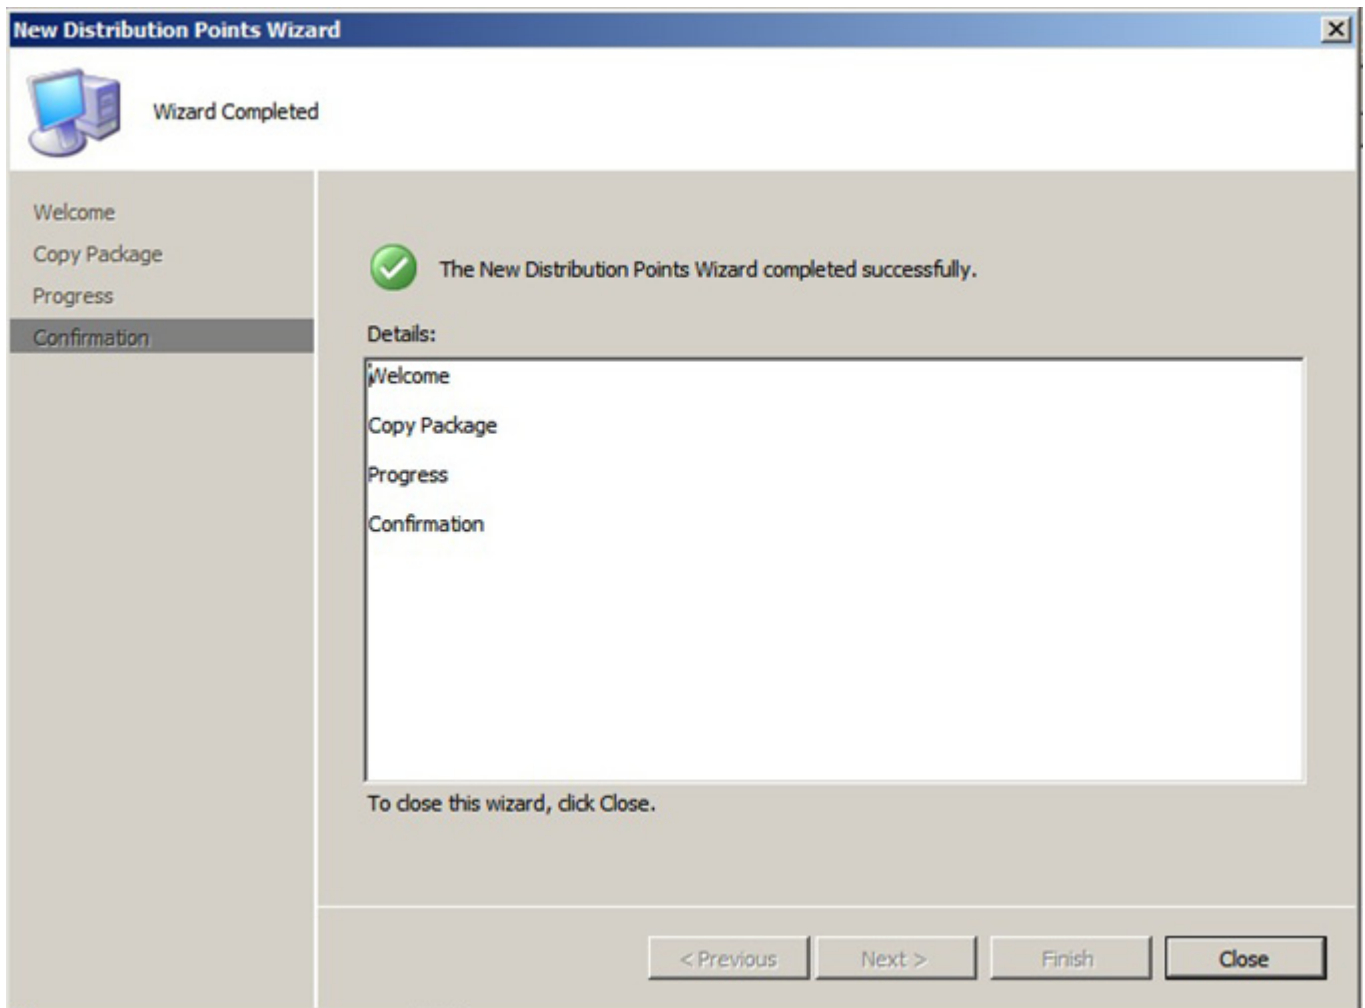 New Distribution Points Wizard
Wizard Completed
Welcome
Copy Package
Progress
Confirmation
The New Distribution Points Wizard completed successfully.
Details:
Welcome
Copy Package
Progress
Confirmation
To close this wizard, click Close.
< Previous
Next >
Finish
Close